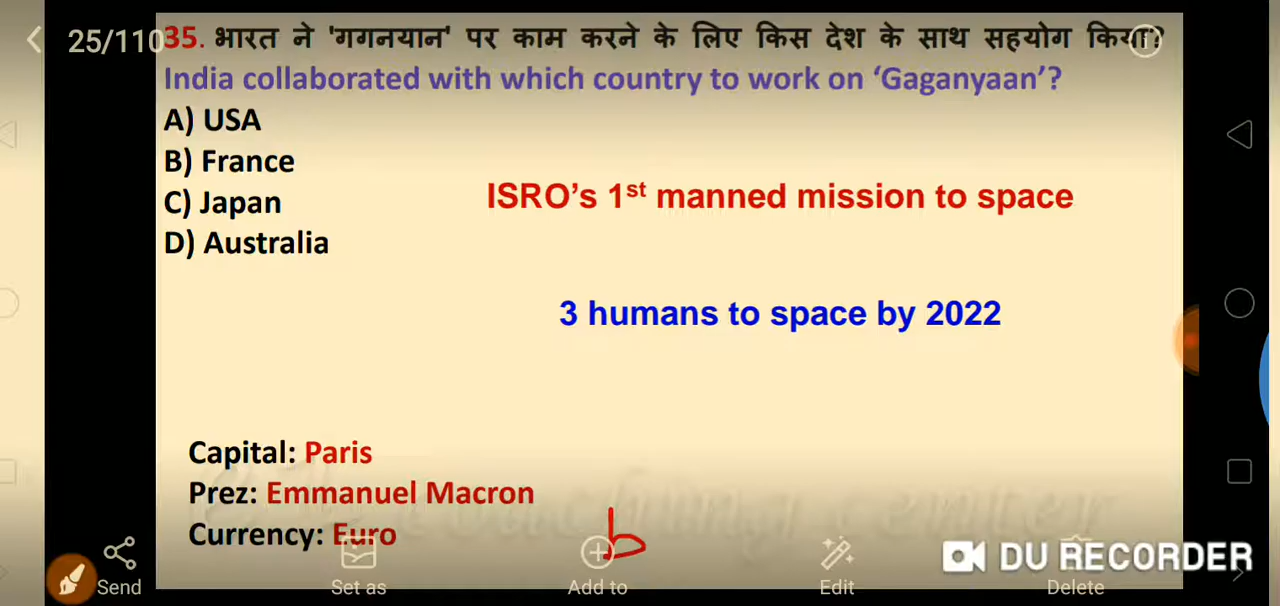 25/110
35. भारत ने 'गगनयान' पर काम करने के लिए किस देश के साथ सहयोग किया?
India collaborated with which country to work on ‘Gaganyaan’?
A) USA
B) France
C) Japan
D) Australia
ISRO’s 1st manned mission to space
3 humans to space by 2022
Capital: Paris
Prez: Emmanuel Macron
Currency: Euro
b
DU RECORDER
Send
Set as
Add to
Edit
Delete